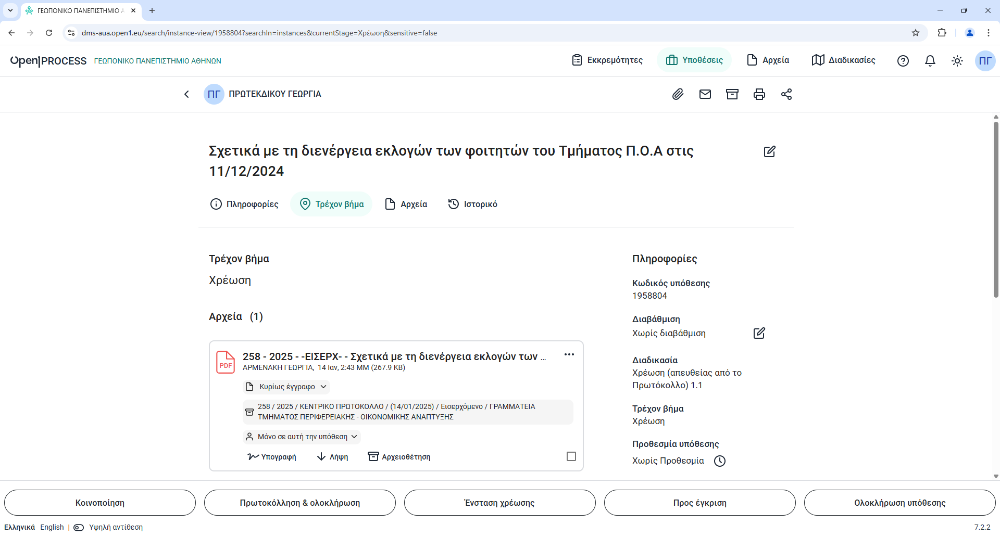 ΓΕΩΠΟΝΙΚΟ ΠΑΝΕΠΙΣΤΗΜΙΟ Α
dms-aua.open1.eu/search/instance-view/1958804?searchIn=instances&currentStage=Χρέωση&sensitive=false
Open|PROCESS ΓΕΩΠΟΝΙΚΟ ΠΑΝΕΠΙΣΤΗΜΙΟ ΑΘΗΝΩΝ
Εκκρεμότητες Υποθέσεις Αρχεία Διαδικασίες ΠΓ
ΠΓ ΠΡΩΤΕΚΔΙΚΟΥ ΓΕΩΡΓΙΑ
Σχετικά με τη διενέργεια εκλογών των φοιτητών του Τμήματος Π.Ο.Α στις
11/12/2024
Πληροφορίες Τρέχον βήμα Αρχεία Ιστορικό
Τρέχον βήμα
Χρέωση
Αρχεία (1)
PDF
258 - 2025 - -ΕΙΣΕΡΧ- - Σχετικά με τη διενέργεια εκλογών των ...
ΑΡΜΕΝΑΚΗ ΓΕΩΡΓΙΑ, 14 Ιαν, 2:43 ΜΜ (267.9 KB)
Κυρίως έγγραφο
258 / 2025 / ΚΕΝΤΡΙΚΟ ΠΡΩΤΟΚΟΛΛΟ / (14/01/2025) / Εισερχόμενο / ΓΡΑΜΜΑΤΕΙΑ
ΤΜΗΜΑΤΟΣ ΠΕΡΙΦΕΡΕΙΑΚΗΣ - ΟΙΚΟΝΟΜΙΚΗΣ ΑΝΑΠΤΥΞΗΣ
Μόνο σε αυτή την υπόθεση
Υπογραφή Λήψη Αρχειοθέτηση
Πληροφορίες
Κωδικός υπόθεσης
1958804
Διαβάθμιση
Χωρίς διαβάθμιση
Διαδικασία
Χρέωση (απευθείας από το
Πρωτόκολλο) 1.1
Τρέχον βήμα
Χρέωση
Προθεσμία υπόθεσης
Χωρίς Προθεσμία
Κοινοποίηση Πρωτοκόλληση & ολοκλήρωση Ένσταση χρέωσης Προς έγκριση Ολοκλήρωση υπόθεσης
Ελληνικά English | Υψηλή αντίθεση 7.2.2